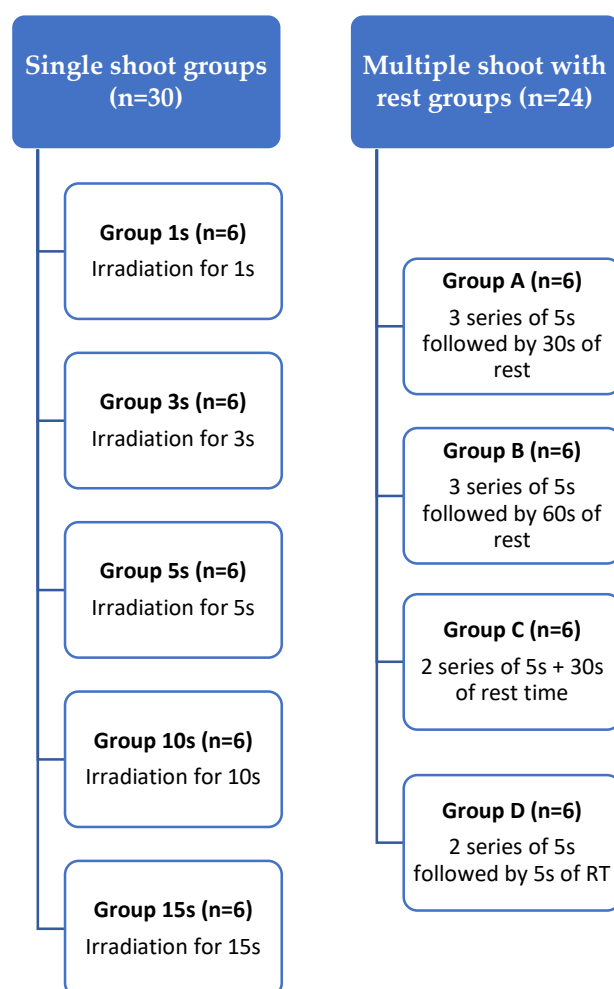 Single shoot groups
(n=30)
Group 1s (n=6)
Irradiation for 1s
Group 3s (n=6)
Irradiation for 3s
Group 5s (n=6)
Irradiation for 5s
Group 10s (n=6)
Irradiation for 10s
Group 15s (n=6)
Irradiation for 15s
Multiple shoot with
rest groups (n=24)
Group A (n=6)
3 series of 5s
followed by 30s of
rest
Group B (n=6)
3 series of 5s
followed by 60s of
rest
Group C (n=6)
2 series of 5s + 30s
of rest time
Group D (n=6)
2 series of 5s
followed by 5s of RT